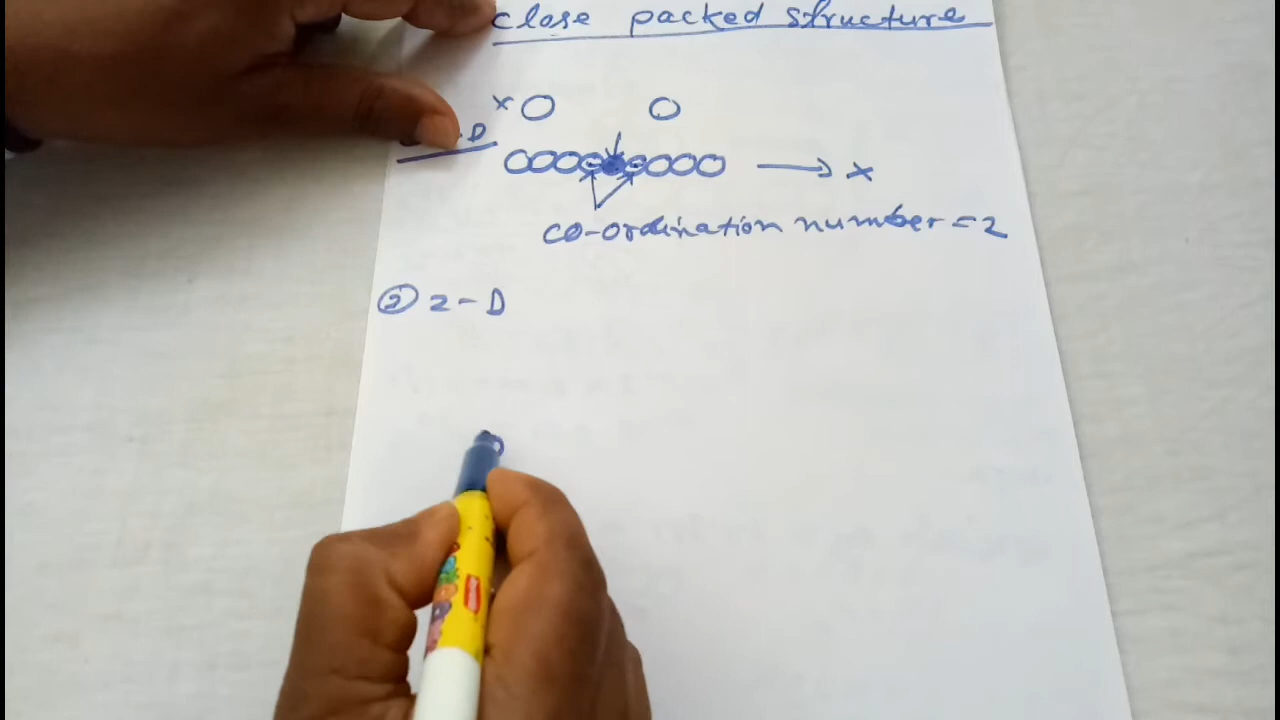 close packed structure
x
-D
x
co-ordination number = 2
② 2-D